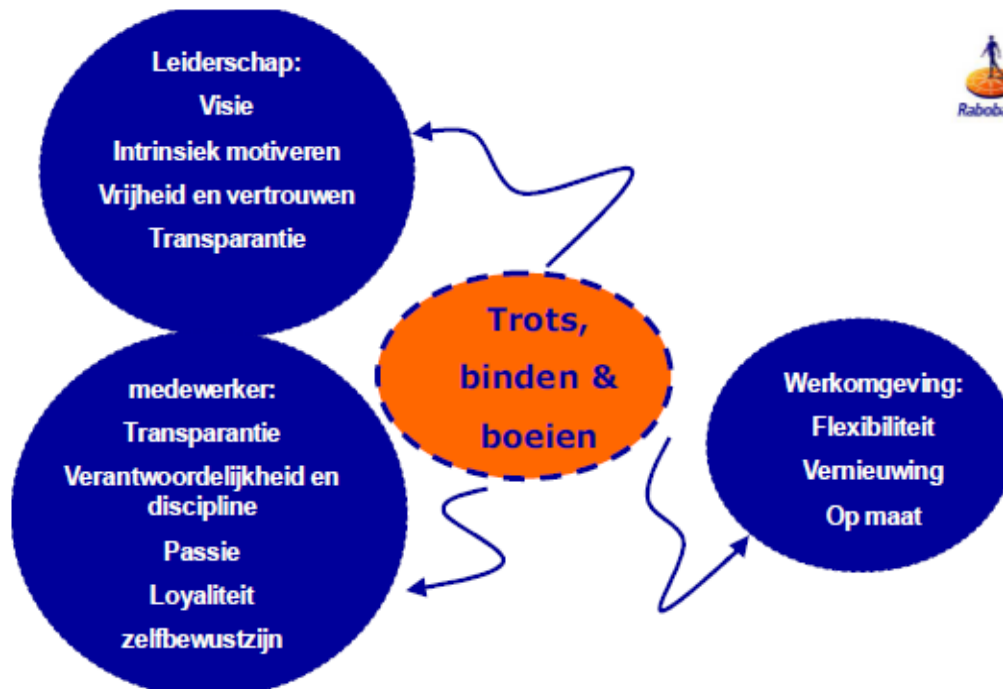 Leiderschap:
Visie
Intrinsiek motiveren
Vrijheid en vertrouwen
Transparantie
Trots,
binden &
boeien
medewerker:
Transparantie
Verantwoordelijkheid en
discipline
Passie
Loyaliteit
zelfbewustzijn
Werkomgeving:
Flexibiliteit
Vernieuwing
Op maat